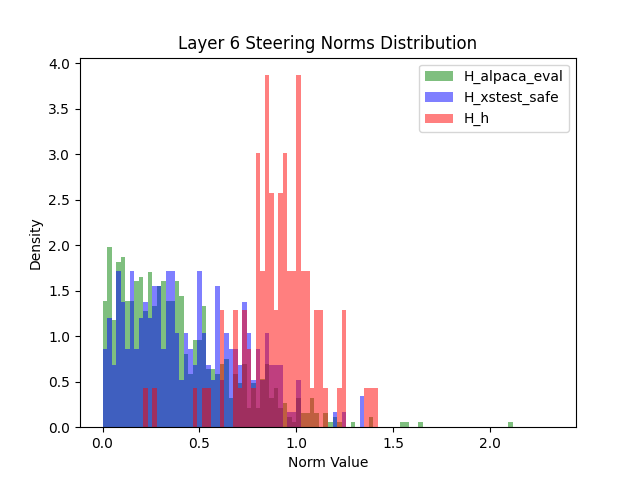 Layer 6 Steering Norms Distribution
H_alpaca_eval
H_xstest_safe
H_h
Density
4.0
3.5
3.0
2.5
2.0
1.5
1.0
0.5
0.0
0.0 0.5 1.0 1.5 2.0
Norm Value